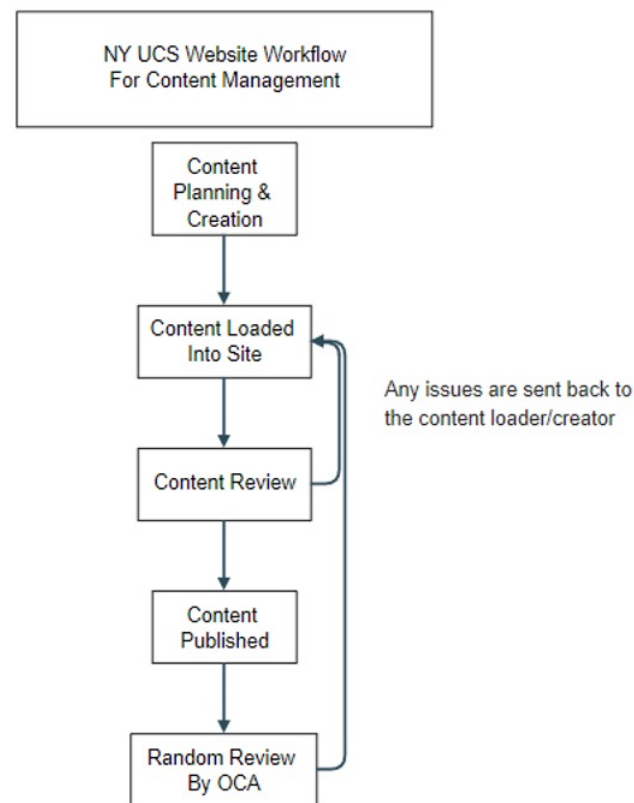 NY UCS Website Workflow
For Content Management
Content
Planning &
Creation
Content Loaded
Into Site
Any issues are sent back to
the content loader/creator
Content Review
Content
Published
Random Review
By OCA